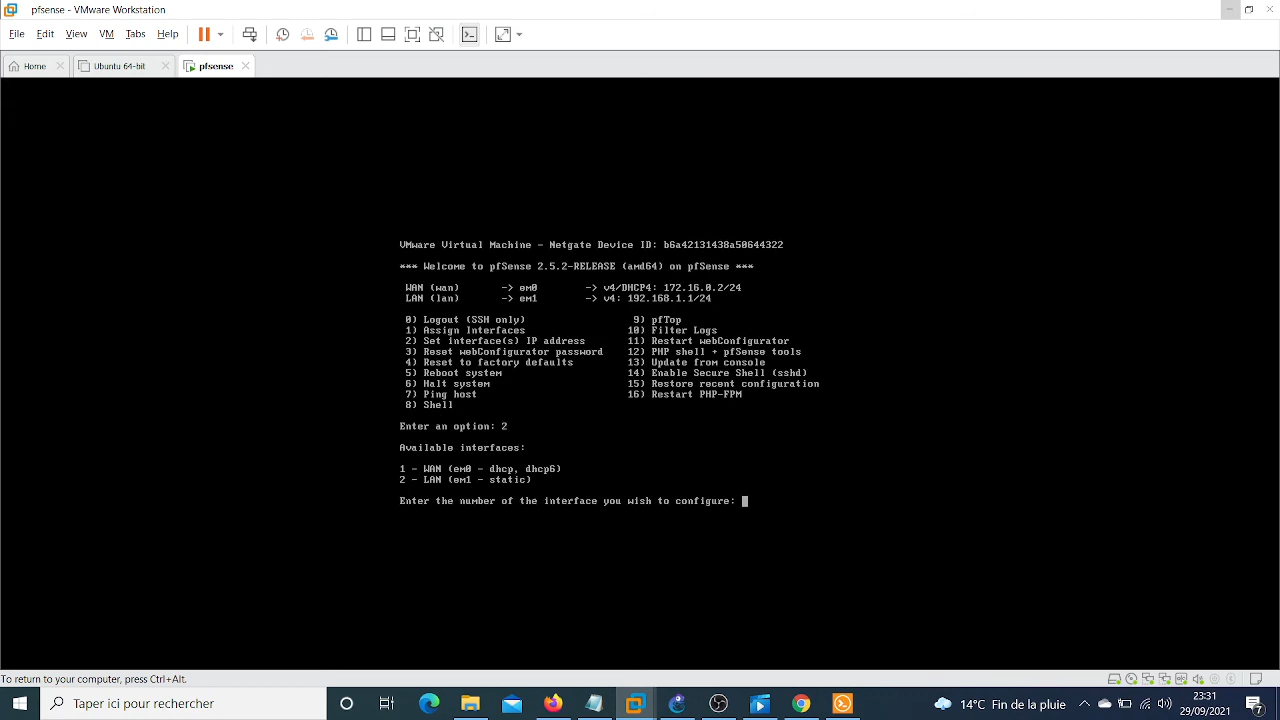 pfsense - VMware Workstation
File Edit View VM Tabs Help
Home Ubuntu 64-bit pfsense
VMware Virtual Machine - Netgate Device ID: b6a42131438a50644322
*** Welcome to pfSense 2.5.2-RELEASE (amd64) on pfSense ***
WAN (wan) -> em0 -> v4/DHCP4: 172.16.0.2/24
LAN (lan) -> em1 -> v4: 192.168.1.1/24
0) Logout (SSH only) 9) pfTop
1) Assign Interfaces 10) Filter Logs
2) Set interface(s) IP address 11) Restart webConfigurator
3) Reset webConfigurator password 12) PHP shell + pfSense tools
4) Reset to factory defaults 13) Update from console
5) Reboot system 14) Enable Secure Shell (sshd)
6) Halt system 15) Restore recent configuration
7) Ping host 16) Restart PHP-FPM
8) Shell
Enter an option: 2
Available interfaces:
1 - WAN (em0 - dhcp, dhcp6)
2 - LAN (em1 - static)
Enter the number of the interface you wish to configure:
To return to your computer, press Ctrl+Alt.
Taper ici pour rechercher
14°C Fin de la pluie
23:31
29/09/2021